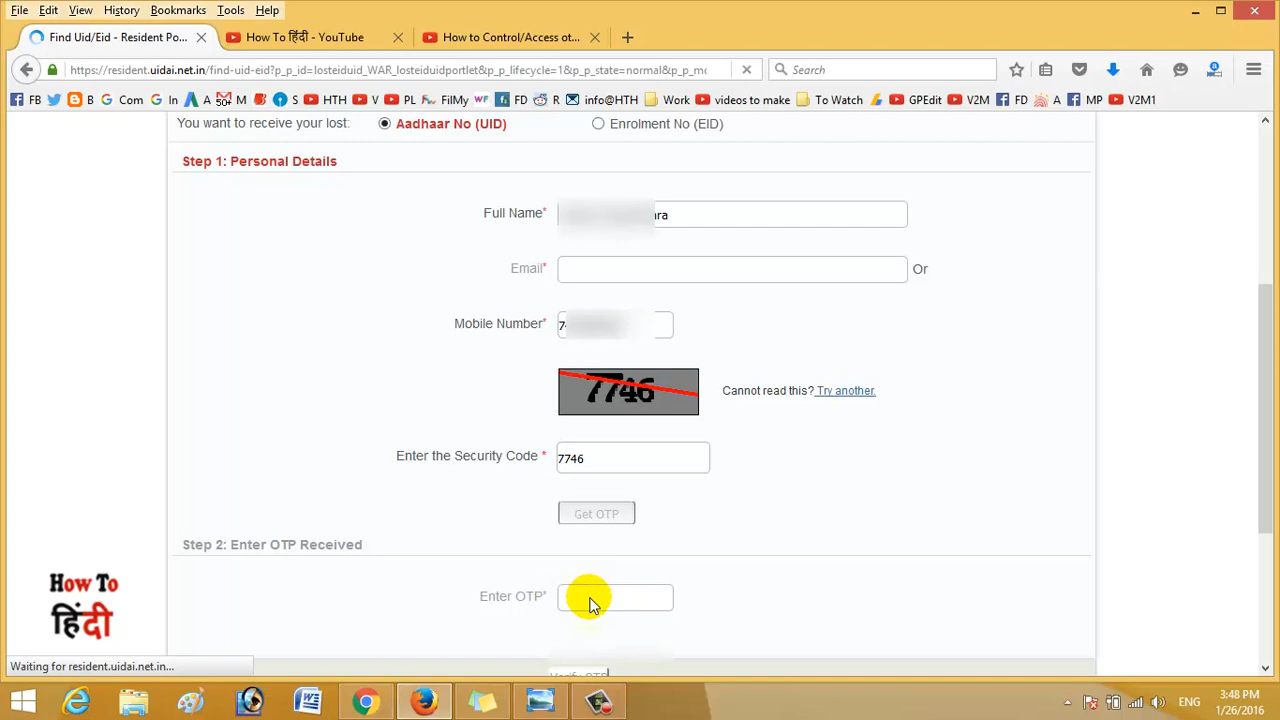 File Edit View History Bookmarks Tools Help
Find Uid/Eid - Resident Po... How To हिंदी - YouTube How to Control/Access ot...
https://resident.uidai.net.in/find-uid-eid?p_p_id=losteiduid_WAR_losteiduidportlet&p_p_lifecycle=1&p_p_state=normal&p_p_mc Search
FB B Com In A M S HTH V PL FilMy FD R info@HTH Work videos to make To Watch GPEdit V2M FD A MP V2M1
You want to receive your lost: Aadhaar No (UID) Enrolment No (EID)
Step 1: Personal Details
Full Name* ara
Email* Or
Mobile Number* 7
7746 Cannot read this? Try another.
Enter the Security Code * 7746
Get OTP
Step 2: Enter OTP Received
Enter OTP*
How To
हिंदी
Verify OTP
Waiting for resident.uidai.net.in...
ENG 3:48 PM
1/26/2016